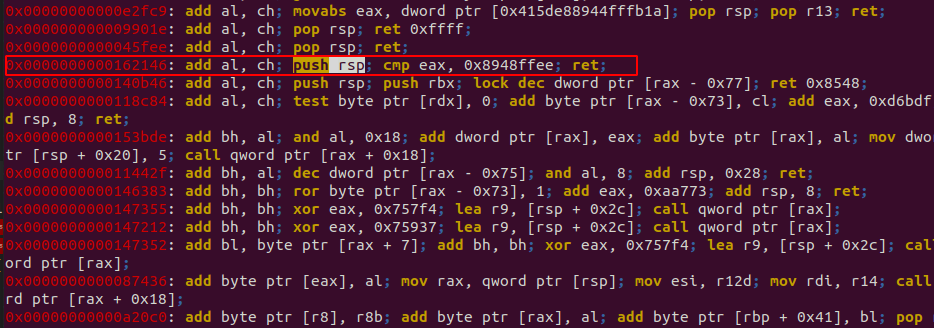 0x00000000000e2fc9: add al, ch; movabs eax, dword ptr [0x415de88944fffb1a]; pop rsp; pop r13; ret;
0x000000000009901e: add al, ch; pop rsp; ret 0xffff;
0x0000000000045fee: add al, ch; pop rsp; ret;
0x0000000000162146: add al, ch; push rsp; cmp eax, 0x8948ffee; ret;
0x0000000000140b46: add al, ch; push rsp; push rbx; lock dec dword ptr [rax - 0x77]; ret 0x8548;
0x0000000000118c84: add al, ch; test byte ptr [rdx], 0; add byte ptr [rax - 0x73], cl; add eax, 0xd6bdf
d rsp, 8; ret;
0x0000000000153bde: add bh, al; and al, 0x18; add dword ptr [rax], eax; add byte ptr [rax], al; mov dwo
tr [rsp + 0x20], 5; call qword ptr [rax + 0x18];
0x000000000011442f: add bh, al; dec dword ptr [rax - 0x75]; and al, 8; add rsp, 0x28; ret;
0x0000000000146383: add bh, bh; ror byte ptr [rax - 0x73], 1; add eax, 0xaa773; add rsp, 8; ret;
0x0000000000147355: add bh, bh; xor eax, 0x757f4; lea r9, [rsp + 0x2c]; call qword ptr [rax];
0x0000000000147212: add bh, bh; xor eax, 0x75937; lea r9, [rsp + 0x2c]; call qword ptr [rax];
0x0000000000147352: add bl, byte ptr [rax + 7]; add bh, bh; xor eax, 0x757f4; lea r9, [rsp + 0x2c]; cal
ord ptr [rax];
0x0000000000087436: add byte ptr [eax], al; mov rax, qword ptr [rsp]; mov esi, r12d; mov rdi, r14; call
rd ptr [rax + 0x18];
0x00000000000a20c0: add byte ptr [r8], r8b; add byte ptr [rax], al; add byte ptr [rbp + 0x41], bl; pop